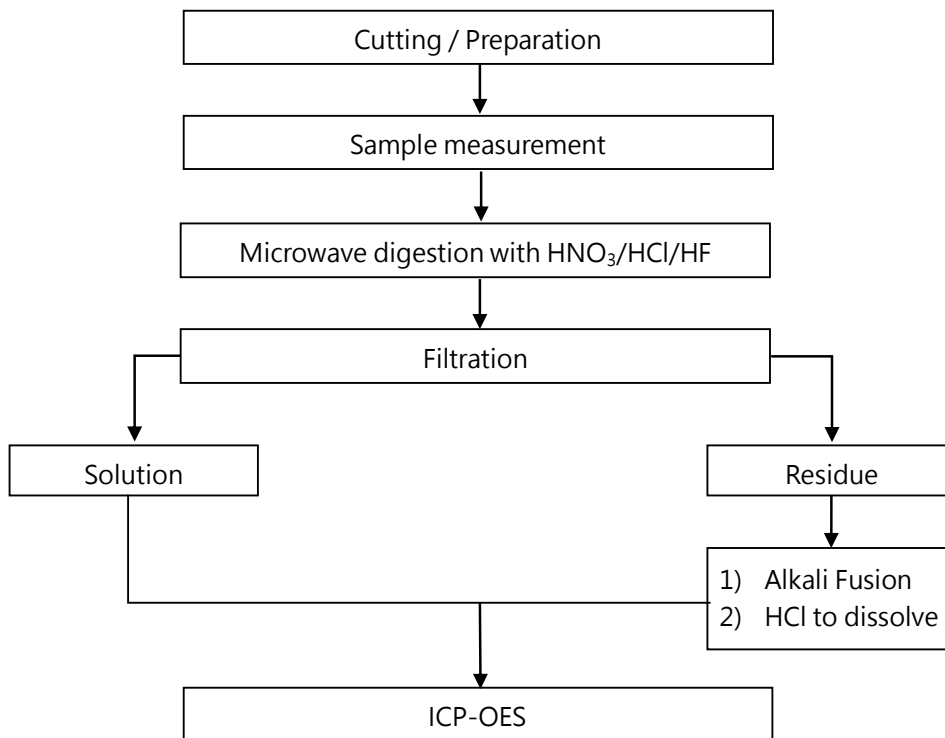 Cutting / Preparation
Sample measurement
Microwave digestion with HNO₃/HCl/HF
Filtration
Solution
Residue
1) Alkali Fusion
2) HCl to dissolve
ICP-OES